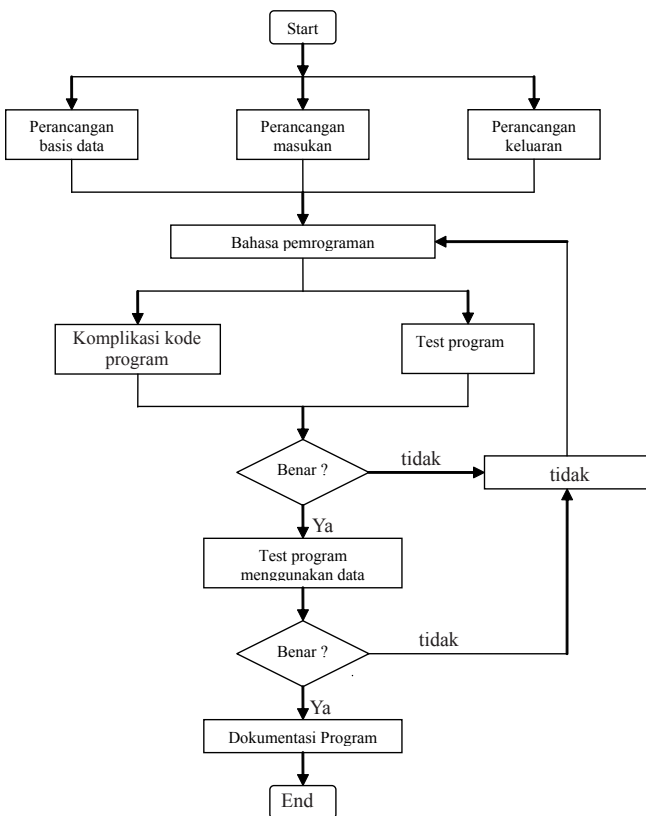 Start
Perancangan
basis data
Perancangan
masukan
Perancangan
keluaran
Bahasa pemrograman
Komplikasi kode
program
Test program
Benar ?
tidak
tidak
Ya
Test program
menggunakan data
Benar ?
tidak
Ya
Dokumentasi Program
End